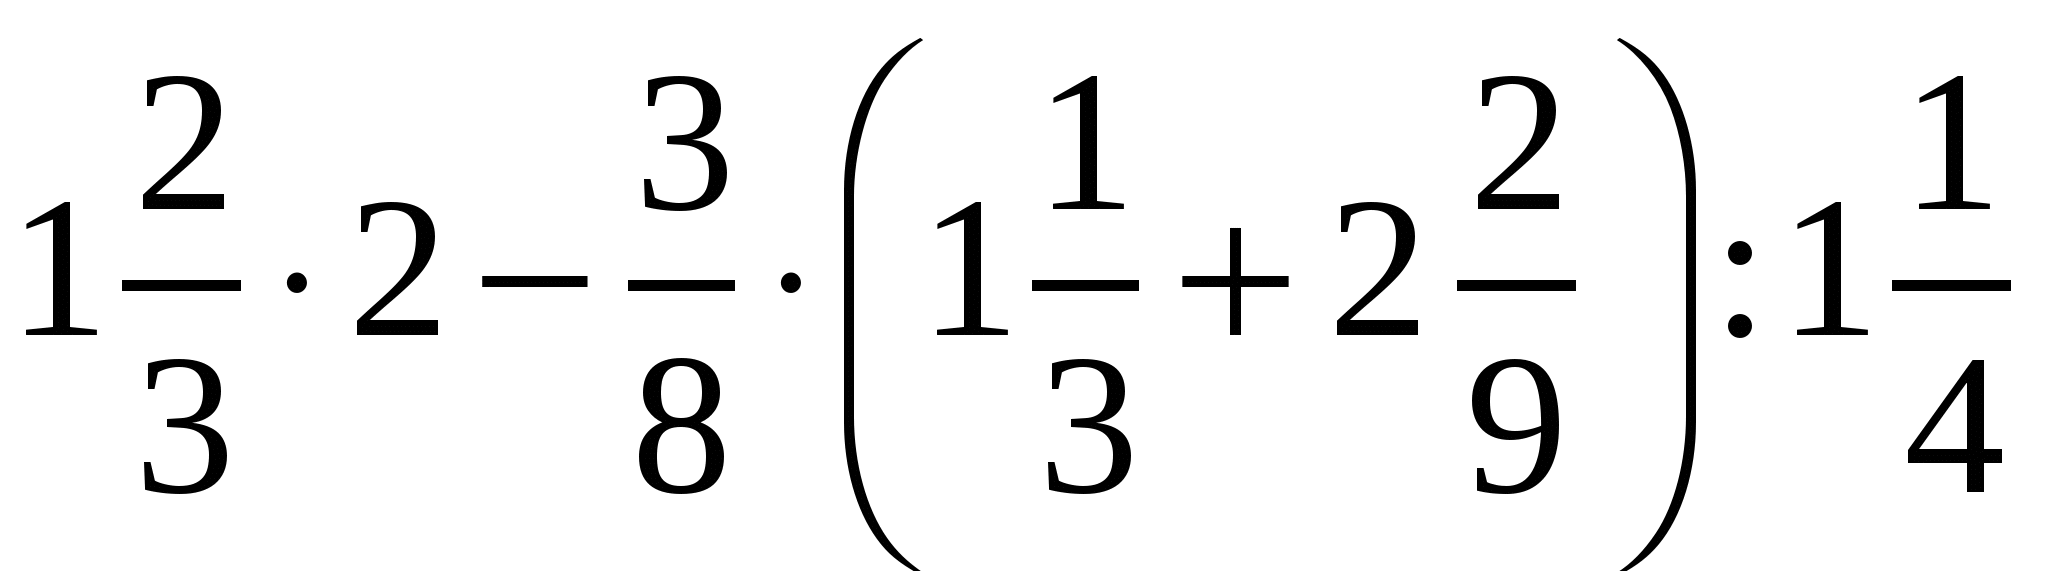 1 2/3 · 2 − 3/8 · (1 1/3 + 2 2/9) : 1 1/4